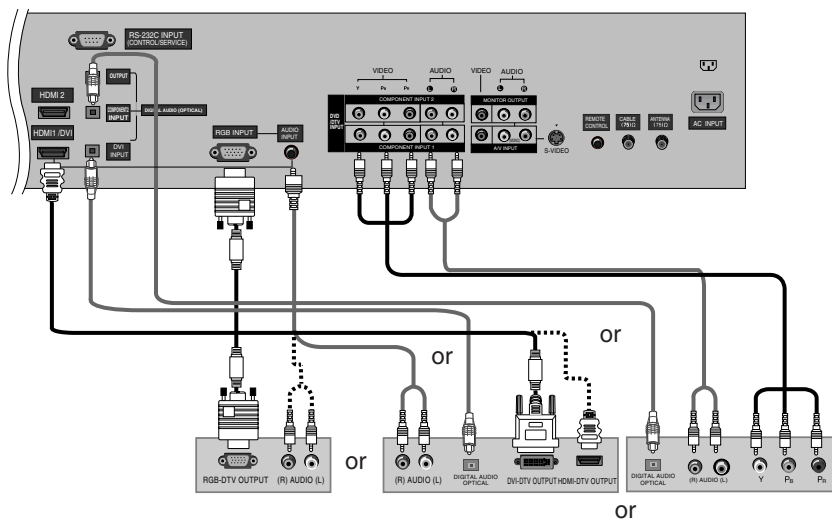 RS-232C INPUT
(CONTROL/SERVICE)
OUTPUT
HDMI 2
COMPONENT2
INPUT
DIGITAL AUDIO (OPTICAL)
HDMI1 /DVI
DVI
INPUT
RGB INPUT
AUDIO
INPUT
VIDEO
AUDIO
Y
PB
PR
L
R
DVD
/DTV
INPUT
COMPONENT INPUT 2
COMPONENT INPUT 1
VIDEO
AUDIO
L
R
MONITOR OUTPUT
A/V INPUT
S-VIDEO
REMOTE
CONTROL
CABLE
(75Ω)
ANTENNA
(75Ω)
AC INPUT
or
or
or
or
RGB-DTV OUTPUT
(R) AUDIO (L)
(R) AUDIO (L)
DIGITAL AUDIO
OPTICAL
DVI-DTV OUTPUT
HDMI-DTV OUTPUT
DIGITAL AUDIO
OPTICAL
(R) AUDIO (L)
Y
PB
PR